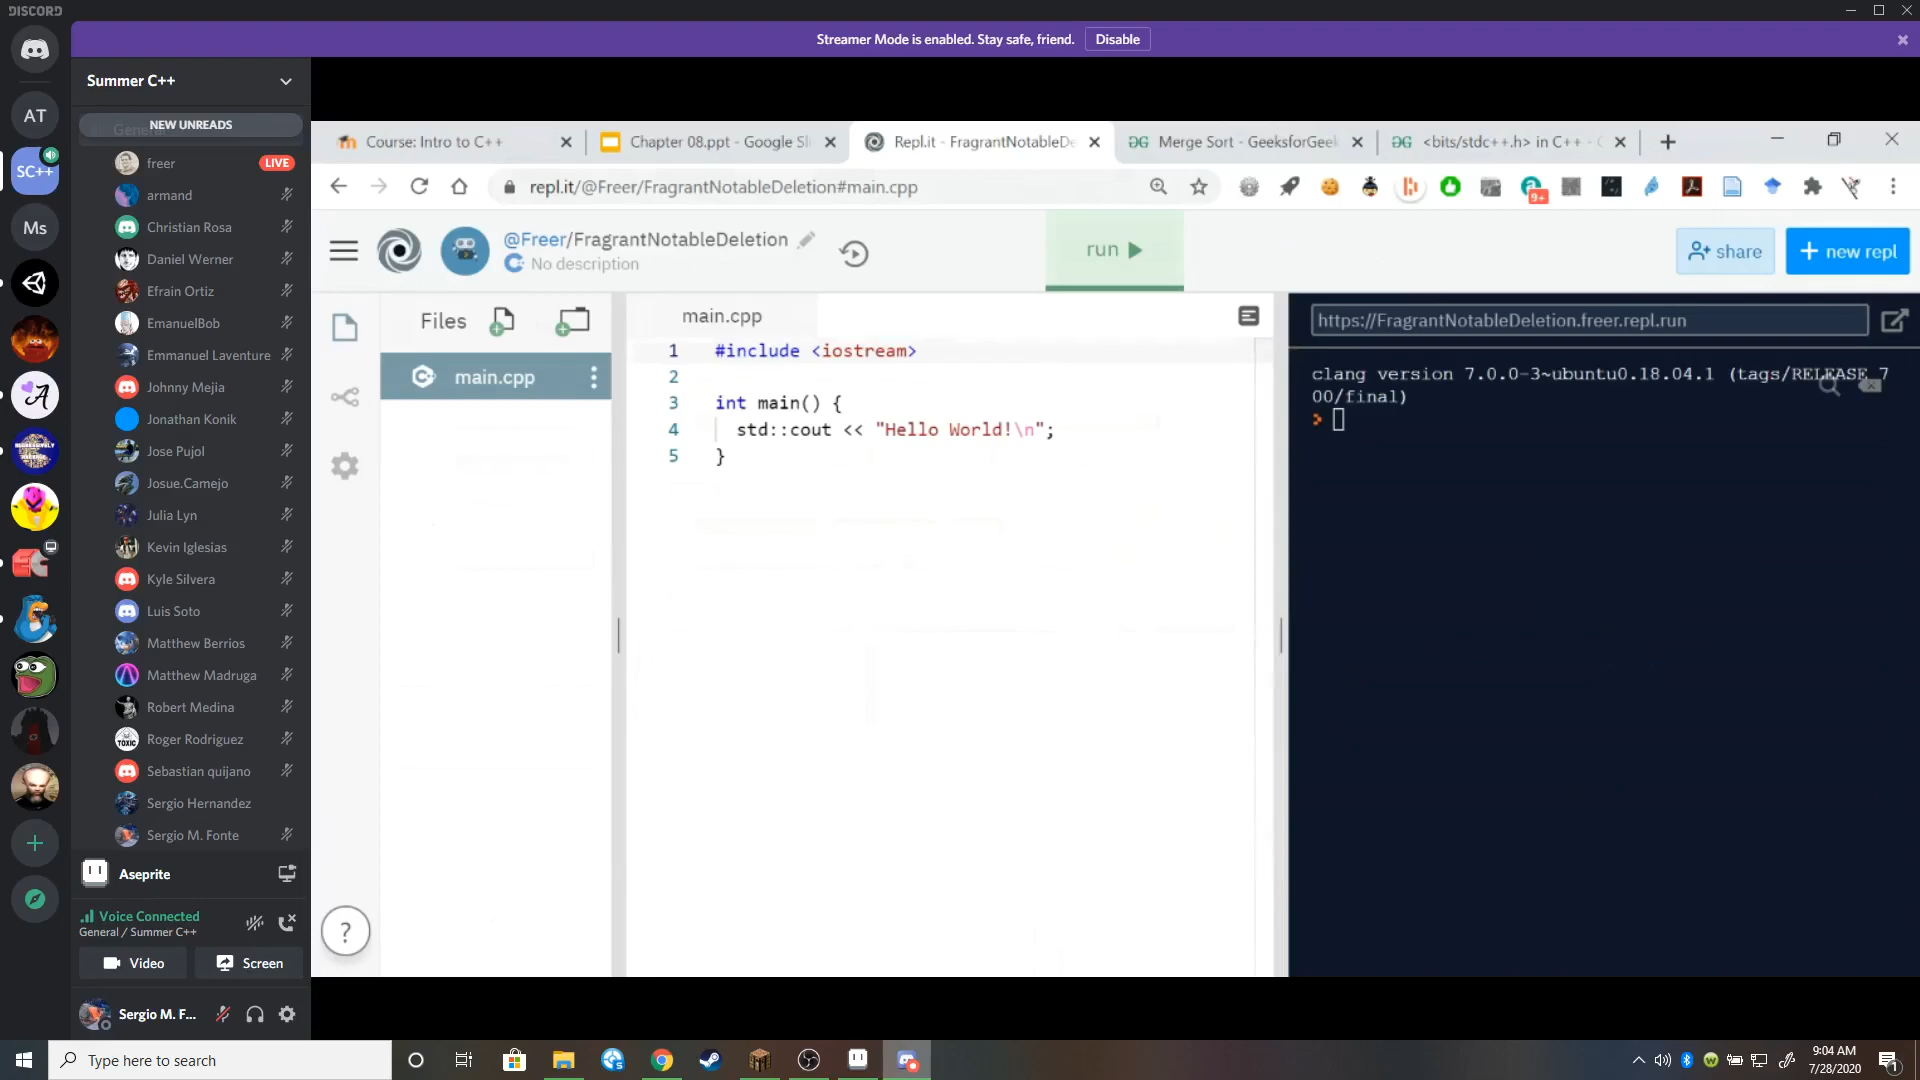 DISCORD
Streamer Mode is enabled. Stay safe, friend. Disable
AT
SC++
Ms
Summer C++
NEW UNREADS
freer LIVE
armand
Christian Rosa
Daniel Werner
Efrain Ortiz
EmanuelBob
Emmanuel Laventure
Johnny Mejia
Jonathan Konik
Jose Pujol
Josue.Camejo
Julia Lyn
Kevin Iglesias
Kyle Silvera
Luis Soto
Matthew Berrios
Matthew Madruga
Robert Medina
Roger Rodriguez
Sebastian quijano
Sergio Hernandez
Sergio M. Fonte
Aseprite
Voice Connected
General / Summer C++
Video Screen
Sergio M. F...
Course: Intro to C++
Chapter 08.ppt - Google Sli
Repl.it - FragrantNotableDe
Merge Sort - GeeksforGeek
<bits/stdc++.h> in C++ -
repl.it/@Freer/FragrantNotableDeletion#main.cpp
9+
@Freer/FragrantNotableDeletion
No description
run
share
+ new repl
Files
main.cpp
main.cpp
1 #include <iostream>
2
3 int main() {
4 std::cout << "Hello World!\n";
5 }
https://FragrantNotableDeletion.freer.repl.run
clang version 7.0.0-3~ubuntu0.18.04.1 (tags/RELEASE_7
00/final)
>
?
Type here to search
9:04 AM
7/28/2020
1